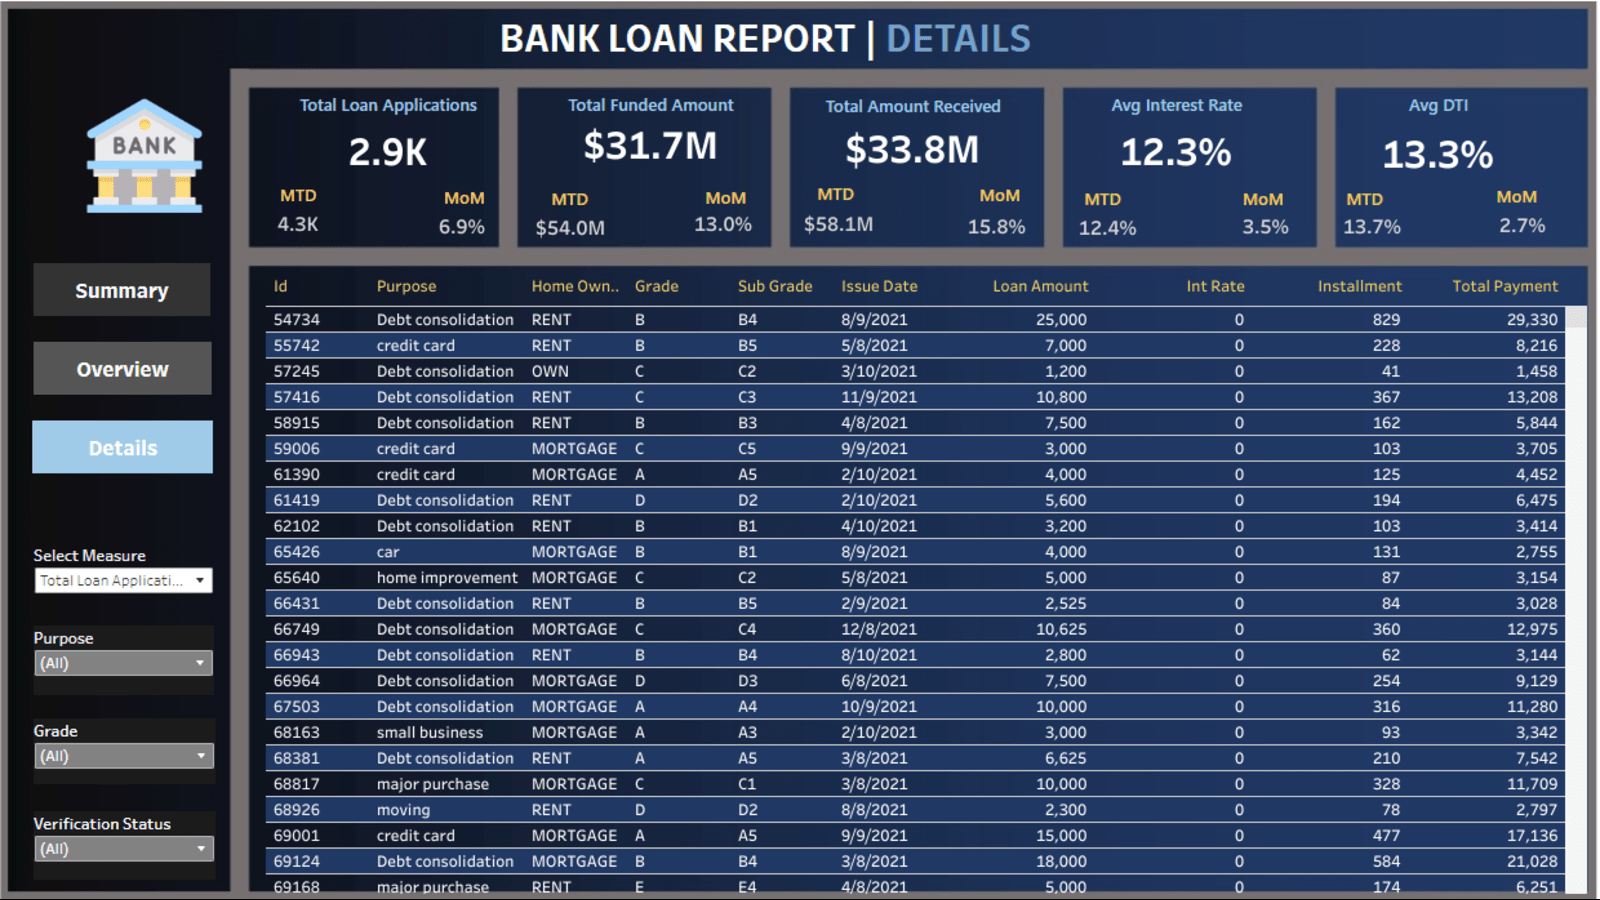 BANK LOAN REPORT | DETAILS
BANK
Total Loan Applications
2.9K
MTD MoM
4.3K 6.9%
Total Funded Amount
$31.7M
MTD MoM
$54.0M 13.0%
Total Amount Received
$33.8M
MTD MoM
$58.1M 15.8%
Avg Interest Rate
12.3%
MTD MoM
12.4% 3.5%
Avg DTI
13.3%
MTD MoM
13.7% 2.7%
Summary
Overview
Details
Select Measure
Total Loan Applicati...
Purpose
(All)
Grade
(All)
Verification Status
(All)
Id Purpose Home Own.. Grade Sub Grade Issue Date Loan Amount Int Rate Installment Total Payment
54734 Debt consolidation RENT B B4 8/9/2021 25,000 0 829 29,330
55742 credit card RENT B B5 5/8/2021 7,000 0 228 8,216
57245 Debt consolidation OWN C C2 3/10/2021 1,200 0 41 1,458
57416 Debt consolidation RENT C C3 11/9/2021 10,800 0 367 13,208
58915 Debt consolidation RENT B B3 4/8/2021 7,500 0 162 5,844
59006 credit card MORTGAGE C C5 9/9/2021 3,000 0 103 3,705
61390 credit card MORTGAGE A A5 2/10/2021 4,000 0 125 4,452
61419 Debt consolidation RENT D D2 2/10/2021 5,600 0 194 6,475
62102 Debt consolidation RENT B B1 4/10/2021 3,200 0 103 3,414
65426 car MORTGAGE B B1 8/9/2021 4,000 0 131 2,755
65640 home improvement MORTGAGE C C2 5/8/2021 5,000 0 87 3,154
66431 Debt consolidation RENT B B5 2/9/2021 2,525 0 84 3,028
66749 Debt consolidation MORTGAGE C C4 12/8/2021 10,625 0 360 12,975
66943 Debt consolidation RENT B B4 8/10/2021 2,800 0 62 3,144
66964 Debt consolidation MORTGAGE D D3 6/8/2021 7,500 0 254 9,129
67503 Debt consolidation MORTGAGE A A4 10/9/2021 10,000 0 316 11,280
68163 small business MORTGAGE A A3 2/10/2021 3,000 0 93 3,342
68381 Debt consolidation RENT A A5 3/8/2021 6,625 0 210 7,542
68817 major purchase MORTGAGE C C1 3/8/2021 10,000 0 328 11,709
68926 moving RENT D D2 8/8/2021 2,300 0 78 2,797
69001 credit card MORTGAGE A A5 9/9/2021 15,000 0 477 17,136
69124 Debt consolidation MORTGAGE B B4 3/8/2021 18,000 0 584 21,028
69168 major purchase RENT E E4 4/8/2021 5,000 0 174 6,251